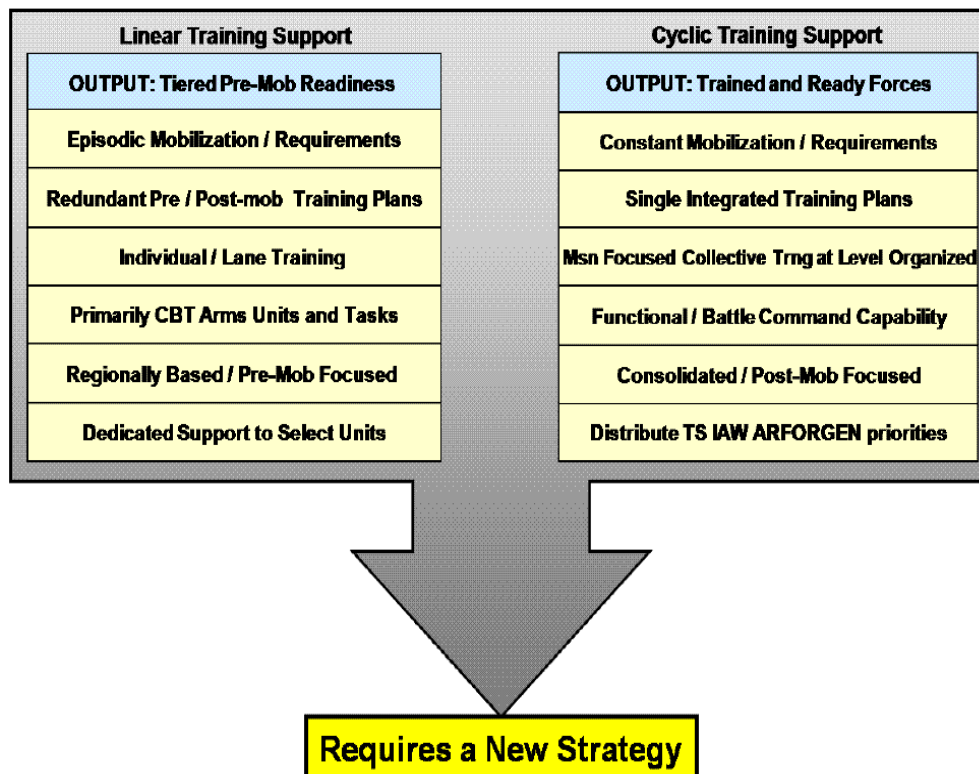 Linear Training Support
OUTPUT: Tiered Pre-Mob Readiness
Episodic Mobilization / Requirements
Redundant Pre / Post-mob Training Plans
Individual / Lane Training
Primarily CBT Arms Units and Tasks
Regionally Based / Pre-Mob Focused
Dedicated Support to Select Units
Cyclic Training Support
OUTPUT: Trained and Ready Forces
Constant Mobilization / Requirements
Single Integrated Training Plans
Msn Focused Collective Trng at Level Organized
Functional / Battle Command Capability
Consolidated / Post-Mob Focused
Distribute TS IAW ARFORGEN priorities
Requires a New Strategy